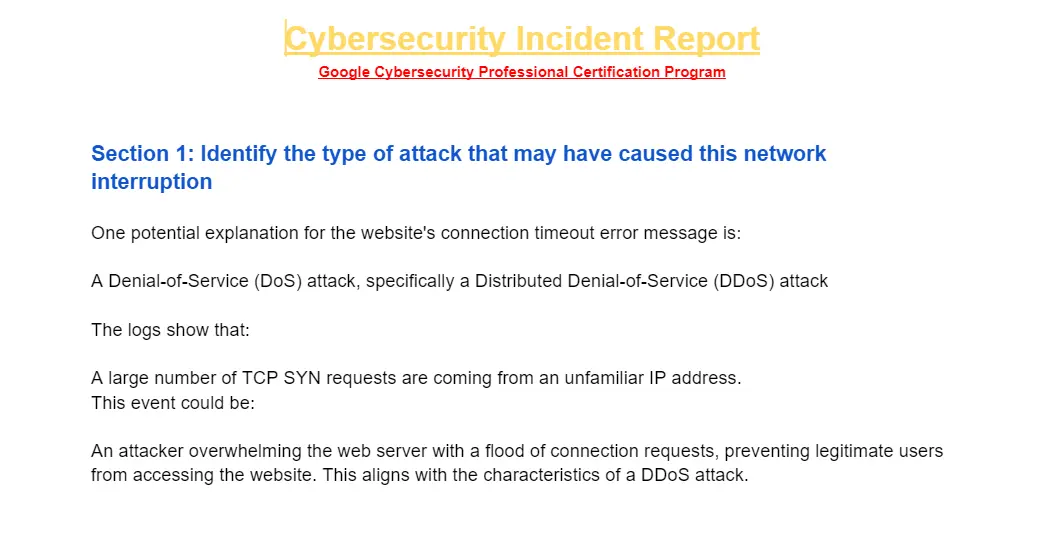 Cybersecurity Incident Report
Google Cybersecurity Professional Certification Program
Section 1: Identify the type of attack that may have caused this network
interruption
One potential explanation for the website's connection timeout error message is:
A Denial-of-Service (DoS) attack, specifically a Distributed Denial-of-Service (DDoS) attack
The logs show that:
A large number of TCP SYN requests are coming from an unfamiliar IP address.
This event could be:
An attacker overwhelming the web server with a flood of connection requests, preventing legitimate users
from accessing the website. This aligns with the characteristics of a DDoS attack.